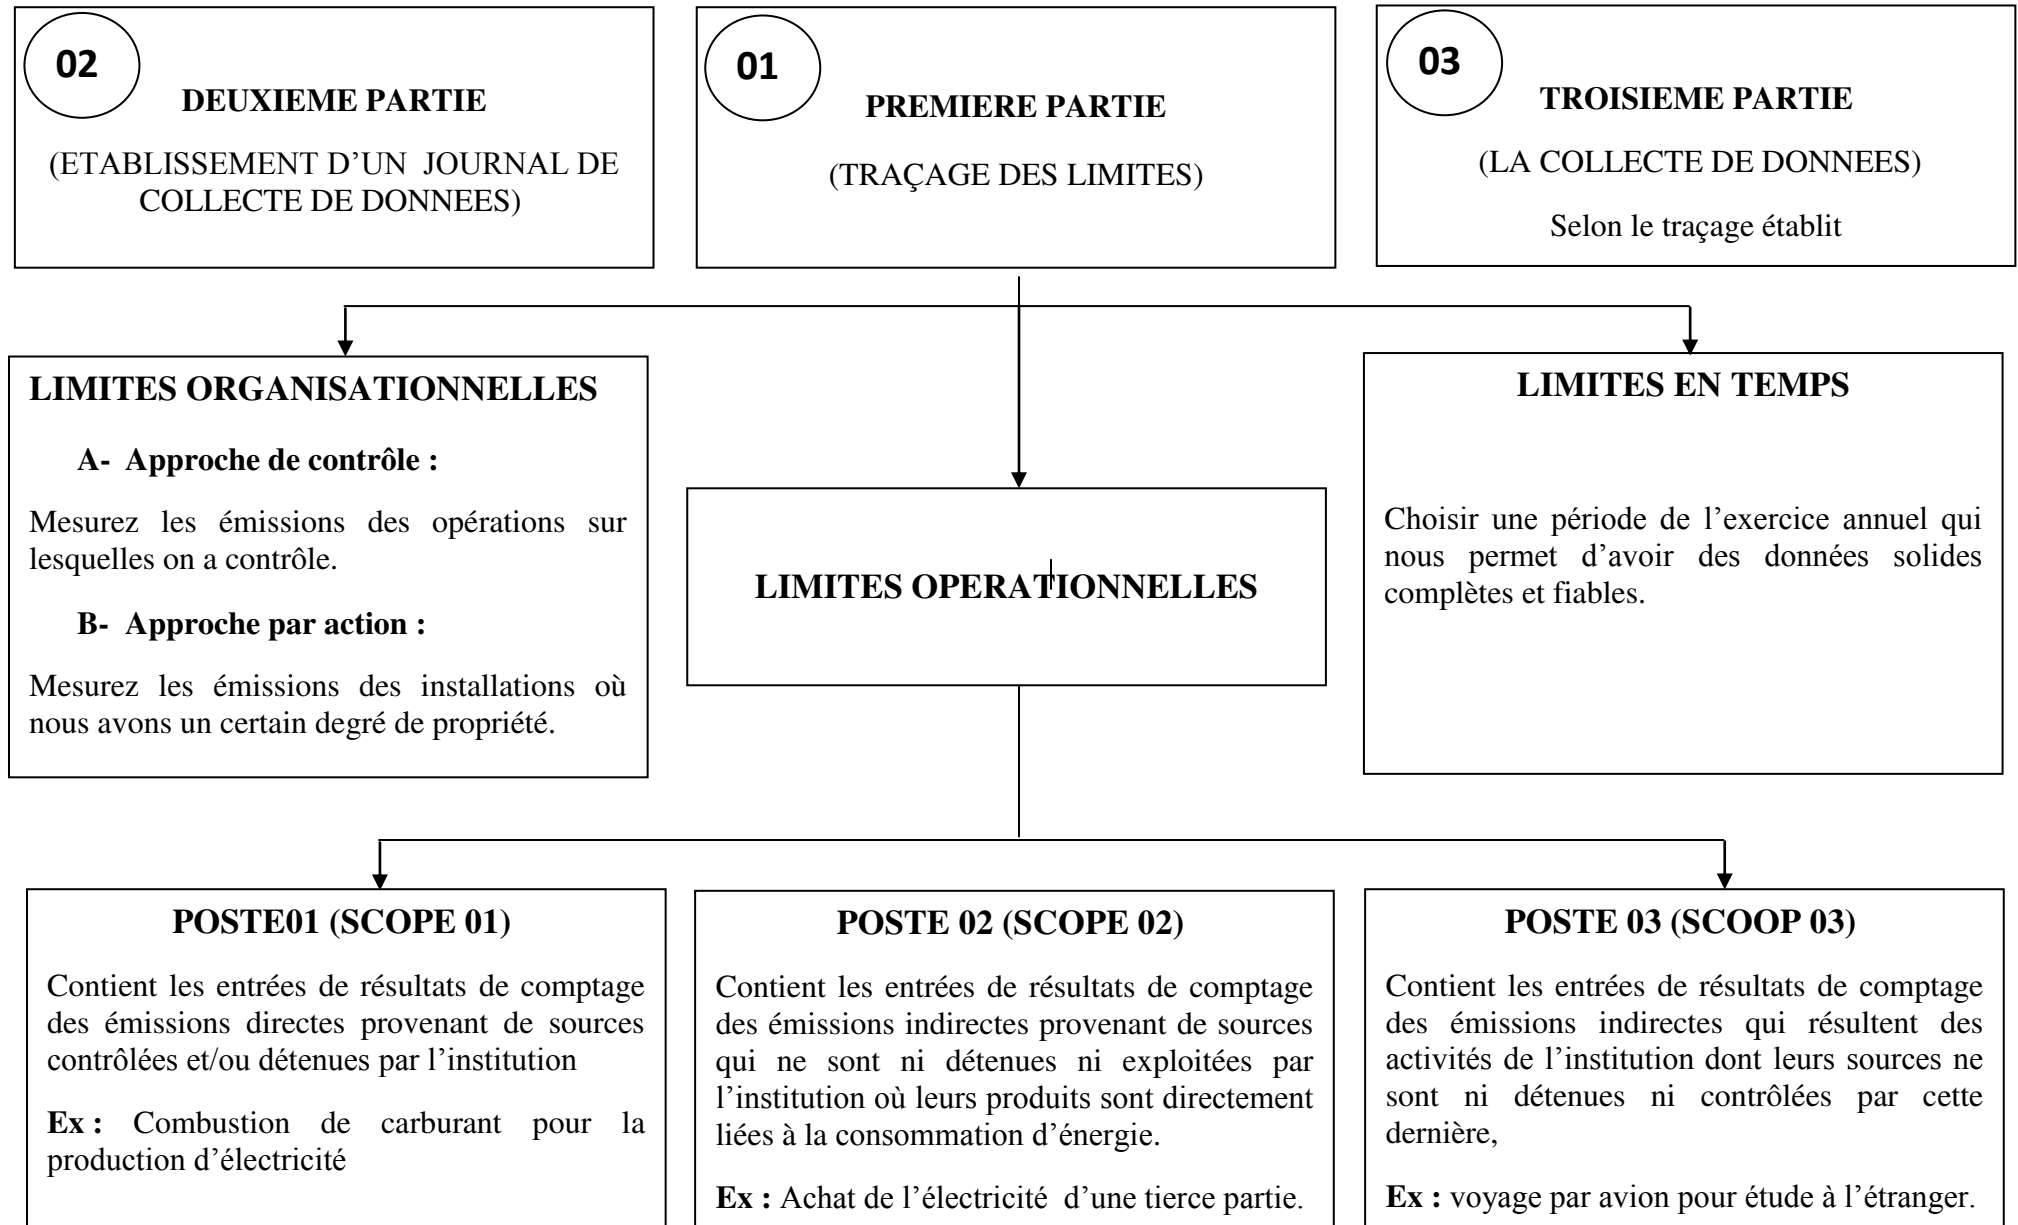 02
DEUXIEME PARTIE
(ETABLISSEMENT D’UN JOURNAL DE
COLLECTE DE DONNEES)
01
PREMIERE PARTIE
(TRAÇAGE DES LIMITES)
03
TROISIEME PARTIE
(LA COLLECTE DE DONNEES)
Selon le traçage établit
LIMITES ORGANISATIONNELLES
A- Approche de contrôle :
Mesurez les émissions des opérations sur
lesquelles on a contrôle.
B- Approche par action :
Mesurez les émissions des installations où
nous avons un certain degré de propriété.
LIMITES OPERATIONNELLES
LIMITES EN TEMPS
Choisir une période de l’exercice annuel qui
nous permet d’avoir des données solides
complètes et fiables.
POSTE01 (SCOPE 01)
Contient les entrées de résultats de comptage
des émissions directes provenant de sources
contrôlées et/ou détenues par l’institution
Ex : Combustion de carburant pour la
production d’électricité
POSTE 02 (SCOPE 02)
Contient les entrées de résultats de comptage
des émissions indirectes provenant de sources
qui ne sont ni détenues ni exploitées par
l’institution où leurs produits sont directement
liées à la consommation d’énergie.
Ex : Achat de l’électricité d’une tierce partie.
POSTE 03 (SCOOP 03)
Contient les entrées de résultats de comptage
des émissions indirectes qui résultent des
activités de l’institution dont leurs sources ne
sont ni détenues ni contrôlées par cette
dernière,
Ex : voyage par avion pour étude à l’étranger.